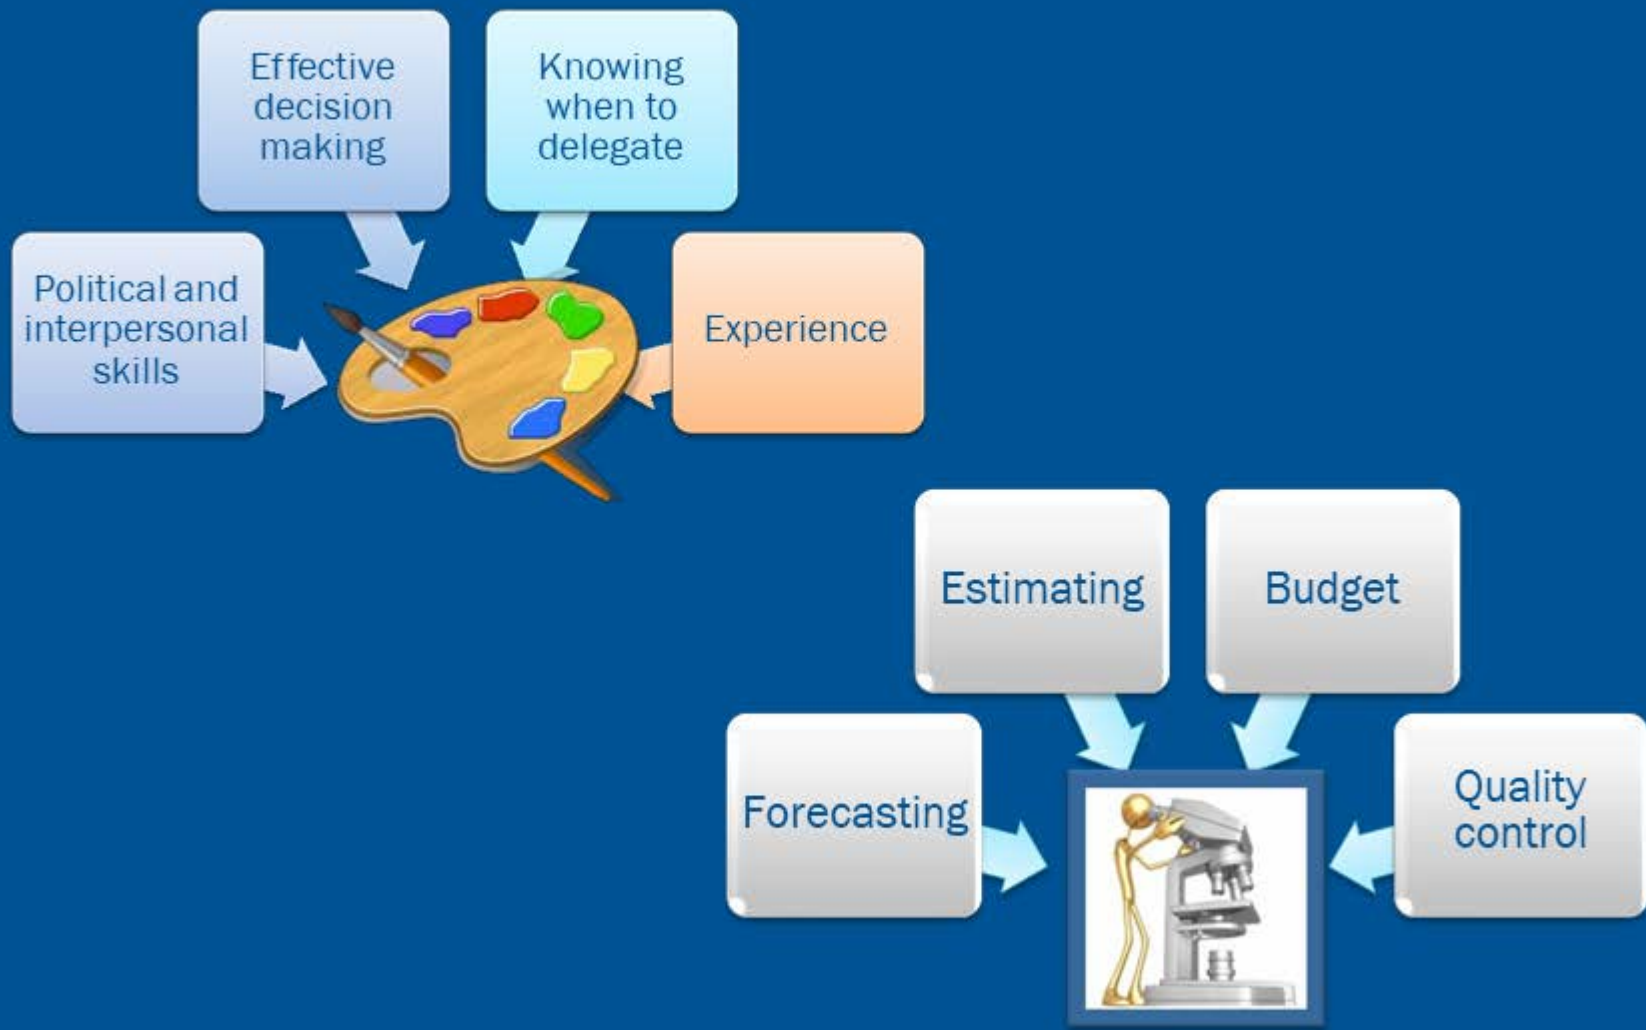 Effective
decision
making
Knowing
when to
delegate
Political and
interpersonal
skills
Experience
Estimating
Budget
Forecasting
Quality
control